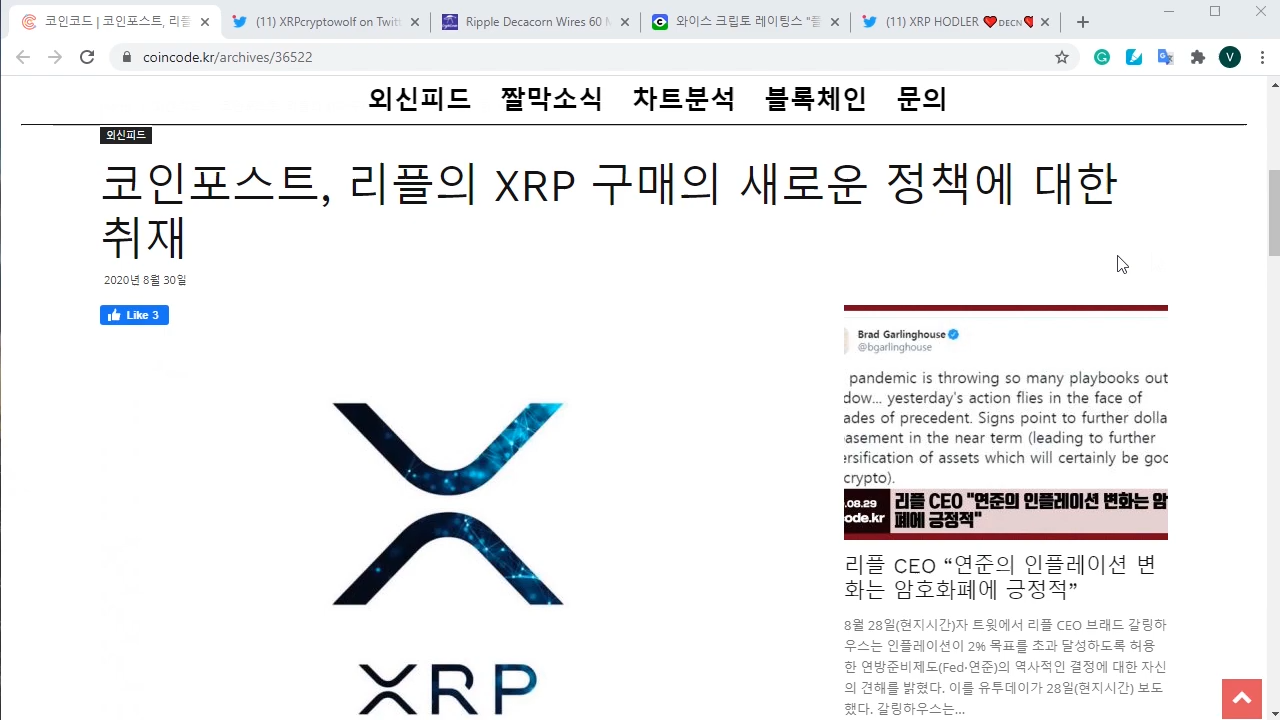 코인코드 | 코인포스트, 리플
(11) XRPcryptowolf on Twitt
Ripple Decacorn Wires 60 M
와이스 크립토 레이팅스 "플
(11) XRP HODLER
coincode.kr/archives/36522
V
외신피드 짤막소식 차트분석 블록체인 문의
외신피드
코인포스트, 리플의 XRP 구매의 새로운 정책에 대한
취재
2020년 8월 30일
Like 3
XRP
Brad Garlinghouse
@bgarlinghouse
pandemic is throwing so many playbooks out
dow... yesterday's action flies in the face of
ades of precedent. Signs point to further dolla
asement in the near term (leading to further
ersification of assets which will certainly be goo
crypto).
.08.29
ode.kr
리플 CEO "연준의 인플레이션 변화는 암
폐에 긍정적"
리플 CEO “연준의 인플레이션 변
화는 암호화폐에 긍정적”
8월 28일(현지시간)자 트윗에서 리플 CEO 브래드 갈링하
우스는 인플레이션이 2% 목표를 초과 달성하도록 허용
한 연방준비제도(Fed·연준)의 역사적인 결정에 대한 자신
의 견해를 밝혔다. 이를 유투데이가 28일(현지시간) 보도
했다. 갈링하우스는...